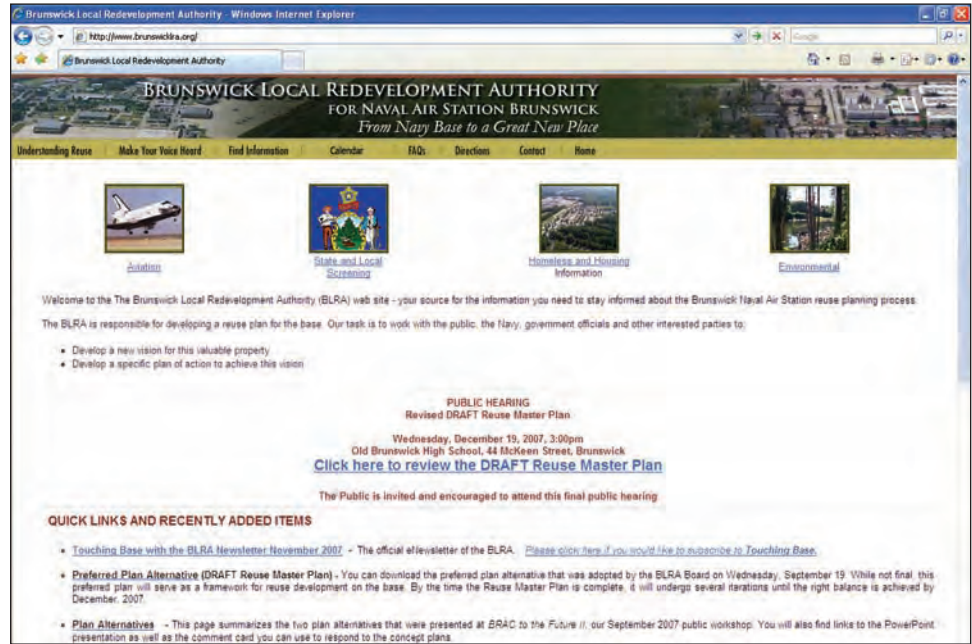 Brunswick Local Redevelopment Authority - Windows Internet Explorer
http://www.brunswicklra.org/
Google
Brunswick Local Redevelopment Authority
BRUNSWICK LOCAL REDEVELOPMENT AUTHORITY
FOR NAVAL AIR STATION BRUNSWICK
From Navy Base to a Great New Place
Understanding Reuse Make Your Voice Heard Find Information Calendar FAQs Directions Contact Home
Aviation
State and Local
Screening
Homeless and Housing
Information
Environmental
Welcome to the The Brunswick Local Redevelopment Authority (BLRA) web site - your source for the information you need to stay informed about the Brunswick Naval Air Station reuse planning process.
The BLRA is responsible for developing a reuse plan for the base. Our task is to work with the public, the Navy, government officials and other interested parties to:
• Develop a new vision for this valuable property
• Develop a specific plan of action to achieve this vision
PUBLIC HEARING
Revised DRAFT Reuse Master Plan
Wednesday, December 19, 2007, 3:00pm
Old Brunswick High School, 44 McKeen Street, Brunswick
Click here to review the DRAFT Reuse Master Plan
The Public is invited and encouraged to attend this final public hearing
QUICK LINKS AND RECENTLY ADDED ITEMS
• Touching Base with the BLRA Newsletter November 2007 - The official eNewsletter of the BLRA. Please click here if you would like to subscribe to Touching Base.
• Preferred Plan Alternative (DRAFT Reuse Master Plan) - You can download the preferred plan alternative that was adopted by the BLRA Board on Wednesday, September 19. While not final, this
preferred plan will serve as a framework for reuse development on the base. By the time the Reuse Master Plan is complete, it will undergo several iterations until the right balance is achieved by
December, 2007.
• Plan Alternatives - This page summarizes the two plan alternatives that were presented at BRAC to the Future II, our September 2007 public workshop. You will also find links to the PowerPoint
presentation as well as the comment card you can use to respond to the concept plans.